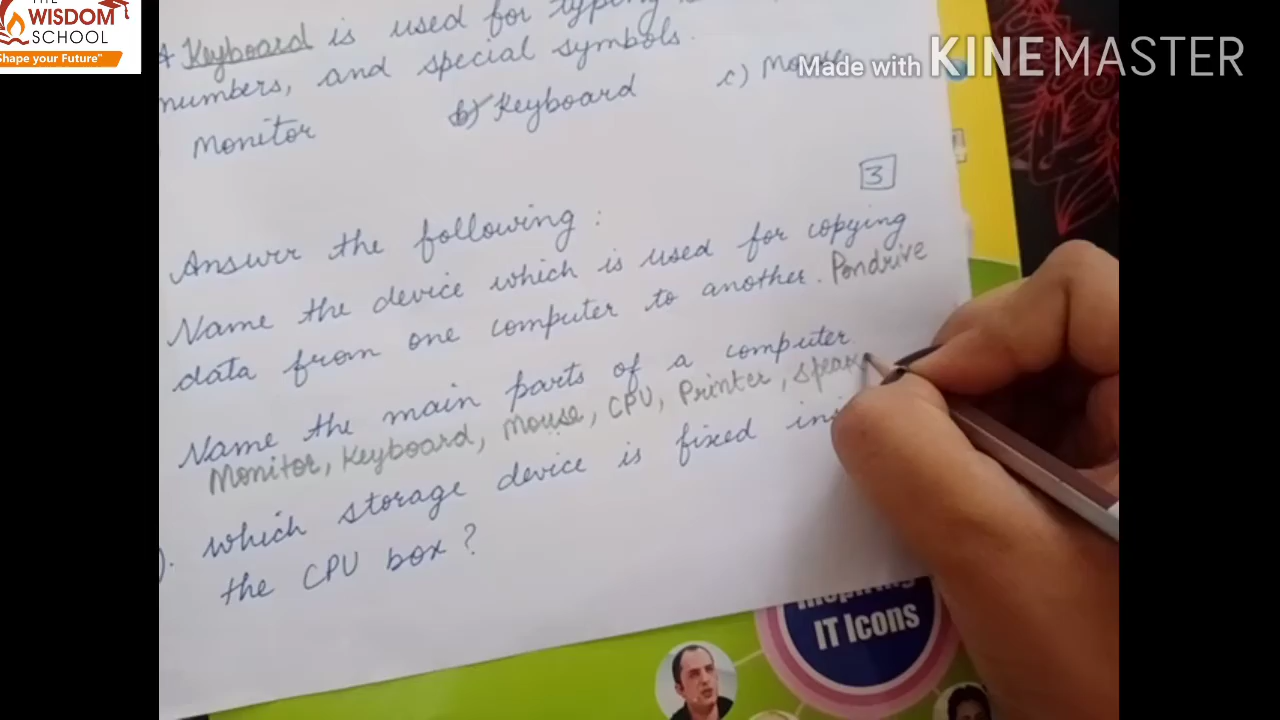 THE
WISDOM
SCHOOL
Shape your Future"
Made with KINEMASTER
Keyboard is used for typing
numbers, and special symbols.
Monitor b) Keyboard c)
3
Answer the following:
Name the device which is used for copying
data from one computer to another. Pendrive
Name the main parts of a computer.
Monitor, Keyboard, Mouse, CPU, Printer, speak
). which storage device is fixed
the CPU box?
IT Icons